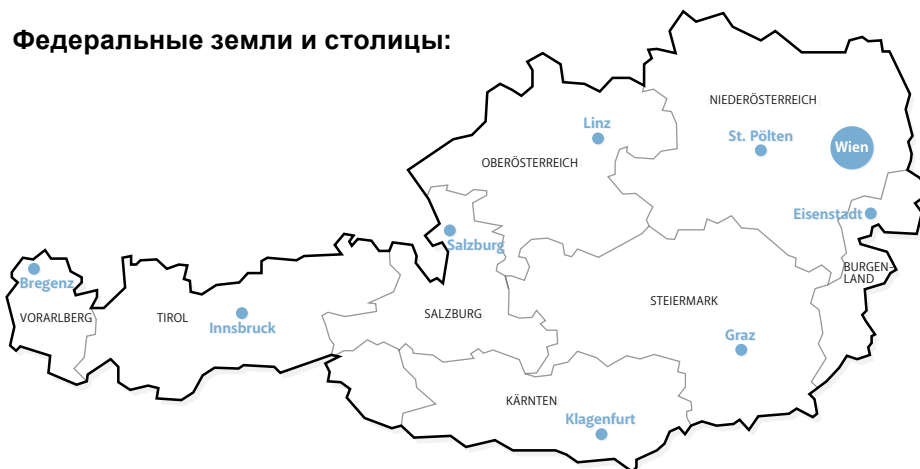 Федеральные земли и столицы:
NIEDERÖSTERREICH
Linz
St. Pölten
Wien
OBERÖSTERREICH
Eisenstadt
Salzburg
BURGEN-
LAND
Bregenz
STEIERMARK
VORARLBERG
TIROL
SALZBURG
Innsbruck
Graz
KÄRNTEN
Klagenfurt